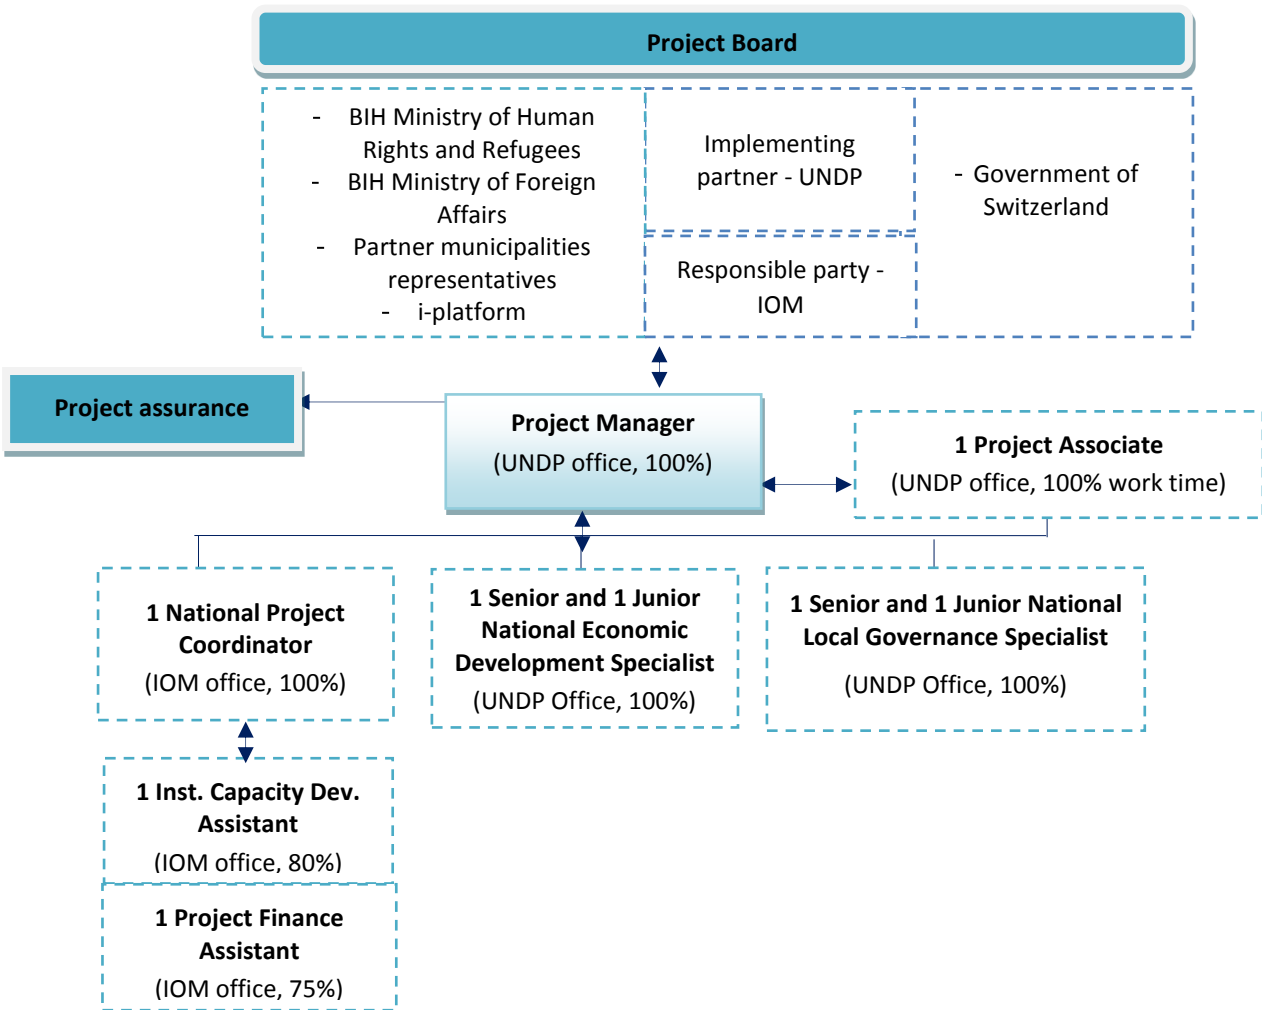 Project Board
- BIH Ministry of Human
Rights and Refugees
- BIH Ministry of Foreign
Affairs
- Partner municipalities
representatives
- i-platform
Implementing
partner - UNDP
Responsible party -
IOM
- Government of
Switzerland
Project assurance
Project Manager
(UNDP office, 100%)
1 Project Associate
(UNDP office, 100% work time)
1 National Project
Coordinator
(IOM office, 100%)
1 Senior and 1 Junior
National Economic
Development Specialist
(UNDP Office, 100%)
1 Senior and 1 Junior National
Local Governance Specialist
(UNDP Office, 100%)
1 Inst. Capacity Dev.
Assistant
(IOM office, 80%)
1 Project Finance
Assistant
(IOM office, 75%)